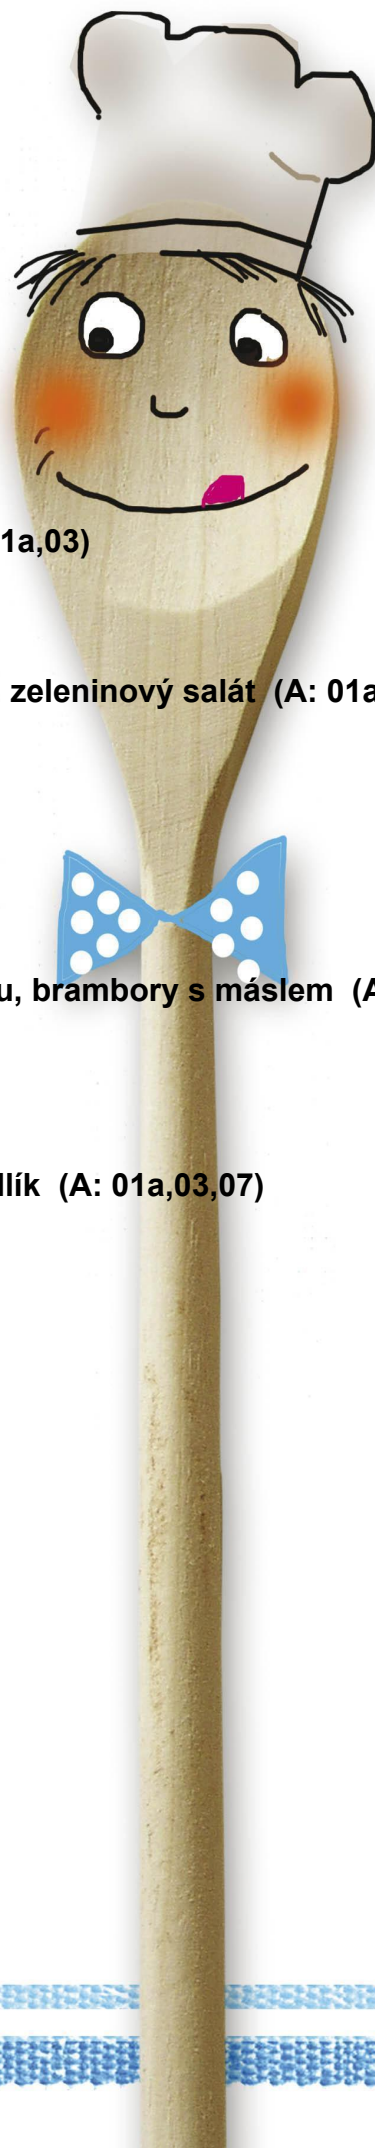 1a,03)
zeleninový salát (A: 01a
u, brambory s máslem (A
llík (A: 01a,03,07)